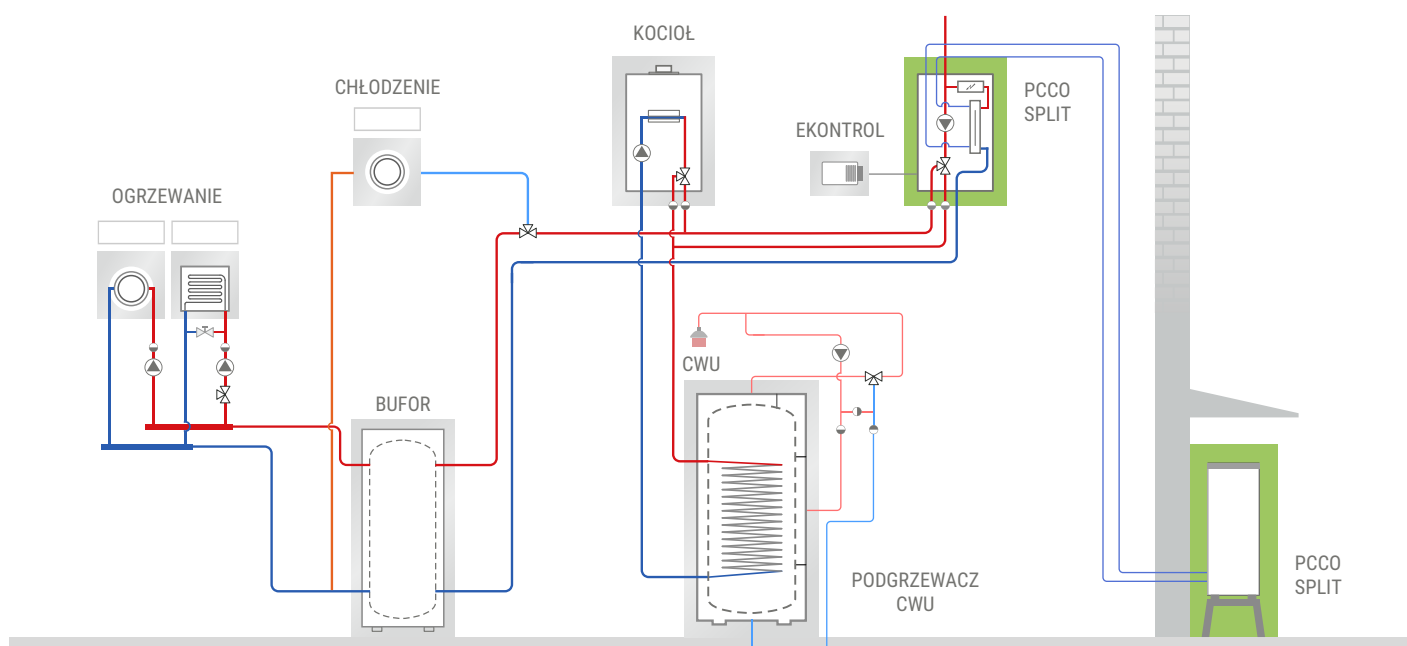 KOCIOŁ
CHŁODZENIE
PCCO
SPLIT
EKONTROL
OGRZEWANIE
CWU
BUFOR
PODGRZEWACZ
CWU
PCCO
SPLIT